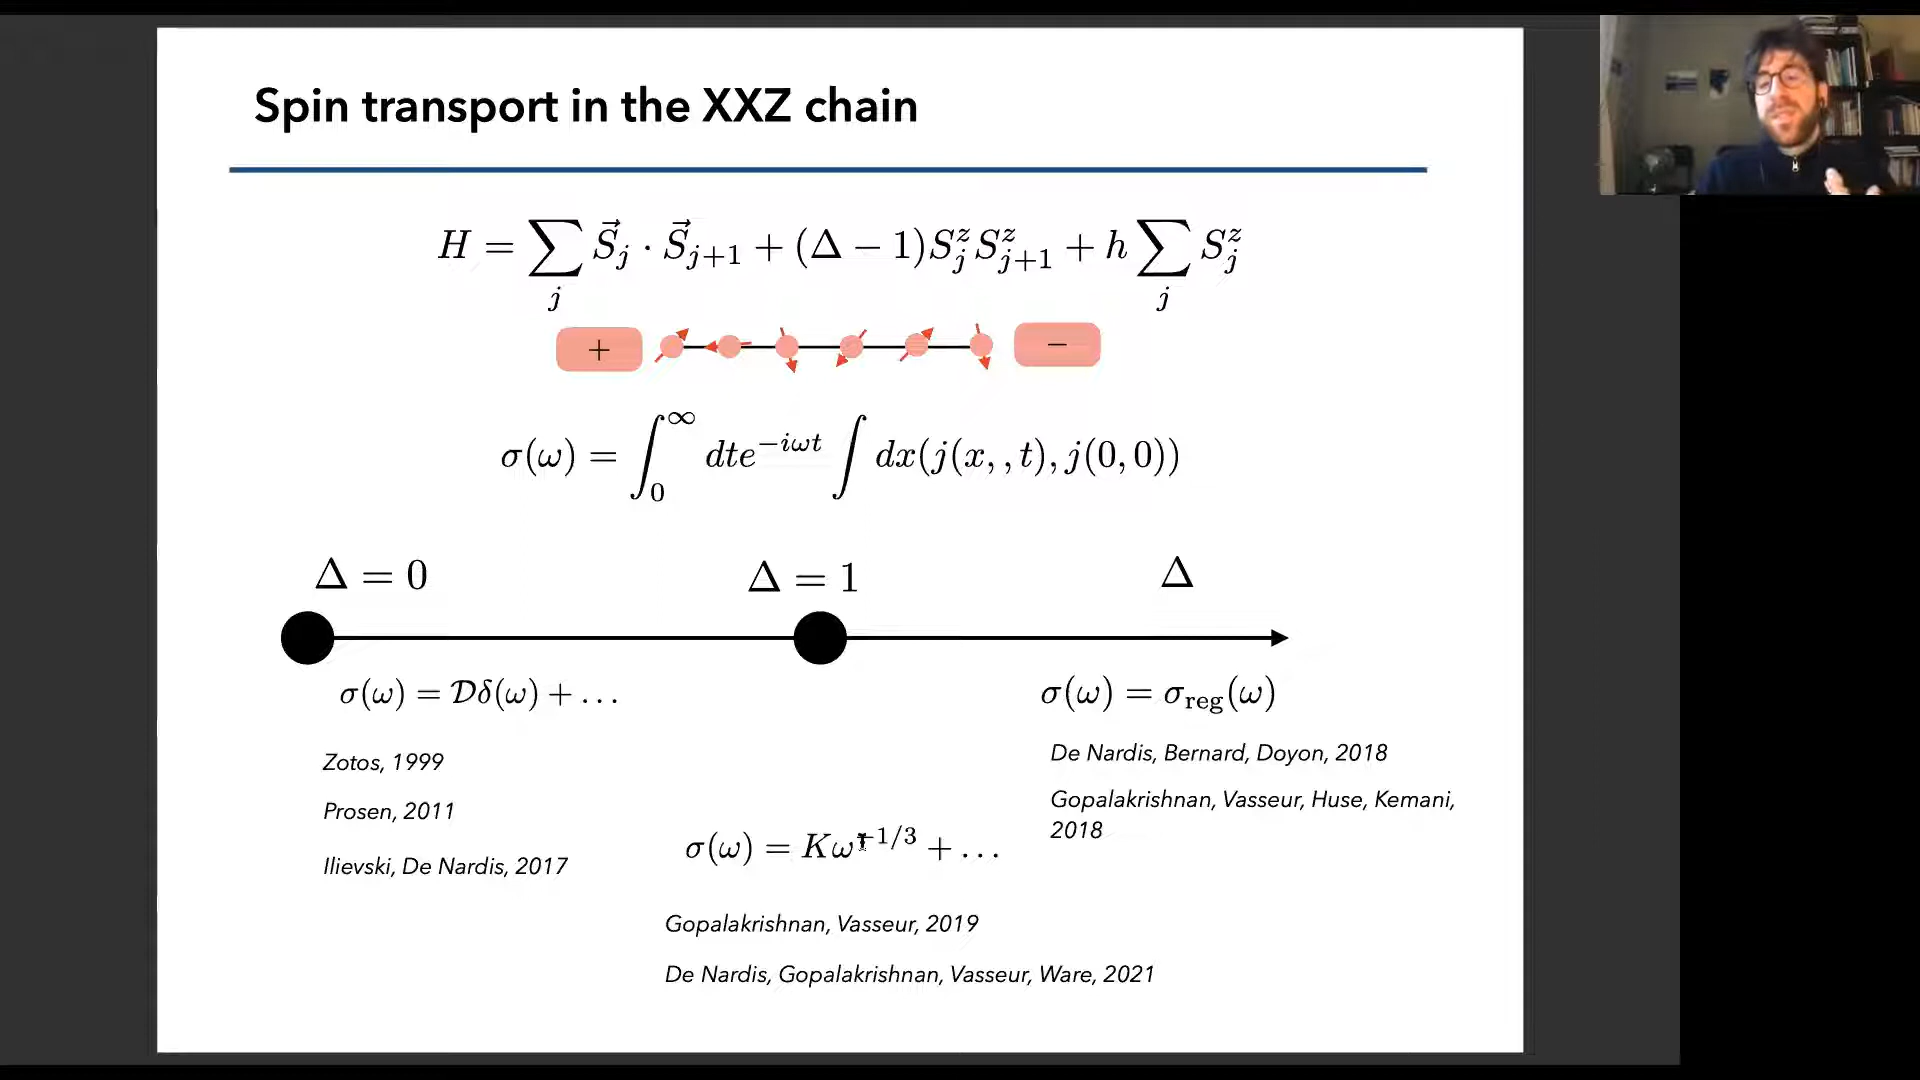 Spin transport in the XXZ chain
H = ∑_j S⃗_j · S⃗_{j+1} + (Δ − 1)S^z_j S^z_{j+1} + h ∑_j S^z_j
+ −
σ(ω) = ∫_0^∞ dte^{−iωt} ∫ dx(j(x, , t), j(0, 0))
Δ = 0 Δ = 1 Δ
σ(ω) = 𝒟δ(ω) + … σ(ω) = σ_reg(ω)
Zotos, 1999
Prosen, 2011
Ilievski, De Nardis, 2017
σ(ω) = Kω^{−1/3} + …
Gopalakrishnan, Vasseur, 2019
De Nardis, Gopalakrishnan, Vasseur, Ware, 2021
De Nardis, Bernard, Doyon, 2018
Gopalakrishnan, Vasseur, Huse, Kemani,
2018